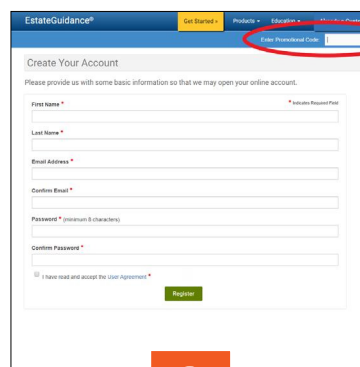 EstateGuidance®
Get Started »
Products
Education
Enter Promotional Code:
Create Your Account
Please provide us with some basic information so that we may open your online account.
First Name *
* Indicates Required Field
Last Name *
Email Address *
Confirm Email *
Password * (minimum 8 characters)
Confirm Password *
I have read and accept the User Agreement *
Register